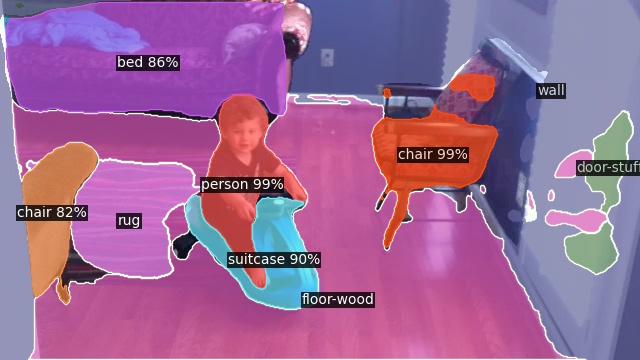 bed 86%
wall
chair 99%
door-stuff
person 99%
chair 82%
rug
suitcase 90%
floor-wood